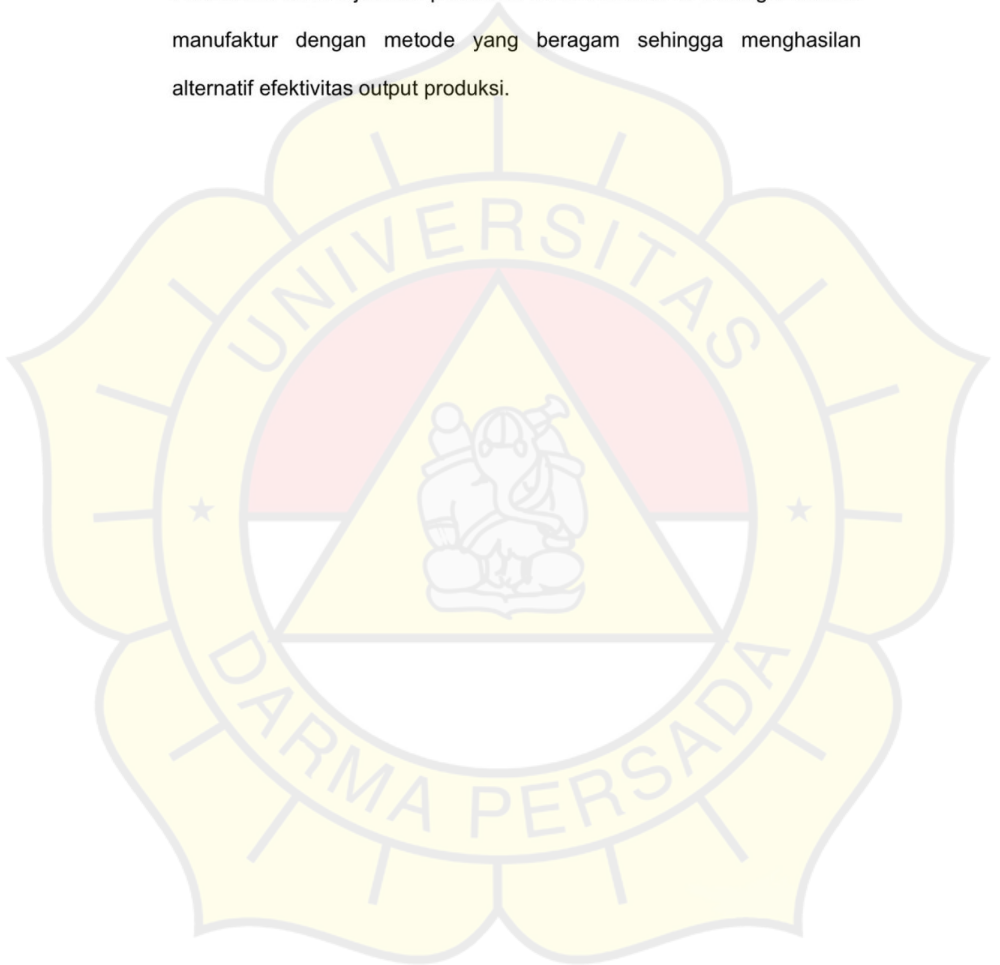 manufaktur dengan metode yang beragam sehingga menghasilan
alternatif efektivitas output produksi.
UNIVERSITAS
DARMA PERSADA